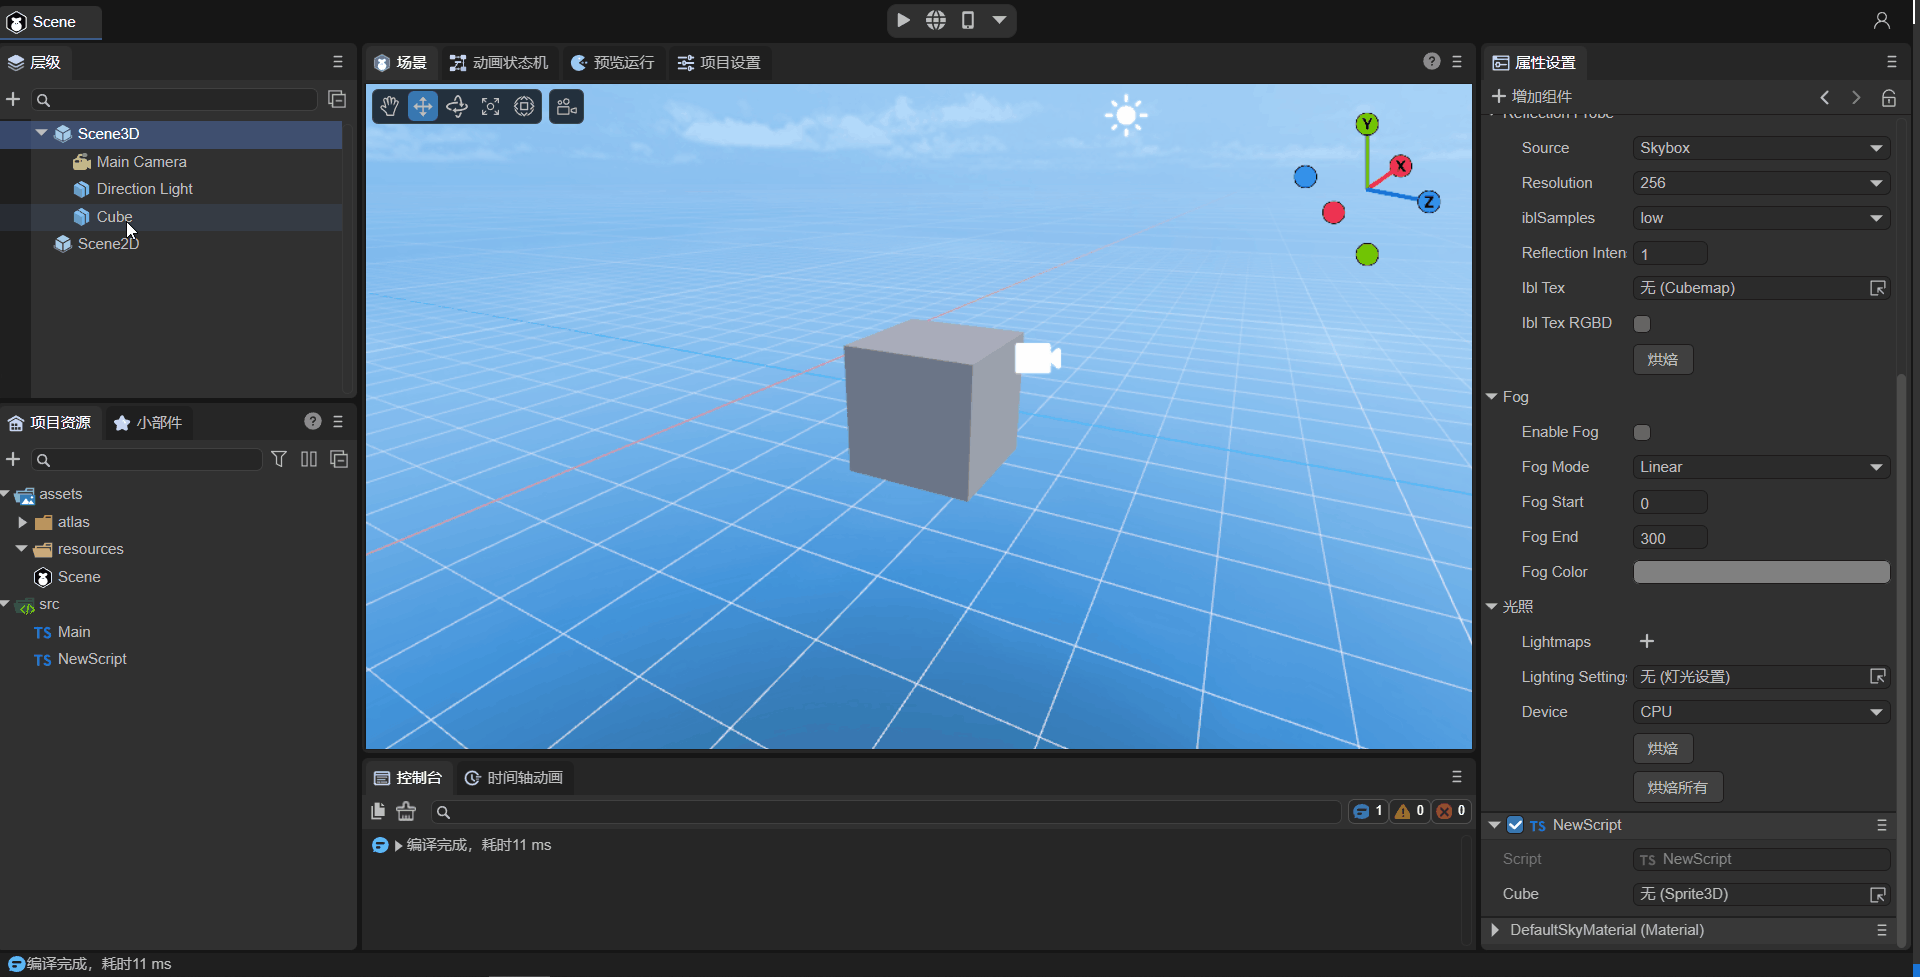 Scene
层级
Scene3D
Main Camera
Direction Light
Cube
Scene2D
项目资源
小部件
assets
atlas
resources
Scene
src
TS Main
TS NewScript
场景
动画状态机
预览运行
项目设置
Y
X
Z
控制台
时间轴动画
1
0
0
编译完成，耗时11 ms
属性设置
增加组件
Reflection Probe
Source Skybox
Resolution 256
iblSamples low
Reflection Inten 1
Ibl Tex 无 (Cubemap)
Ibl Tex RGBD
烘焙
Fog
Enable Fog
Fog Mode Linear
Fog Start 0
Fog End 300
Fog Color
光照
Lightmaps
Lighting Setting 无 (灯光设置)
Device CPU
烘焙
烘焙所有
TS NewScript
Script TS NewScript
Cube 无 (Sprite3D)
DefaultSkyMaterial (Material)
编译完成，耗时11 ms